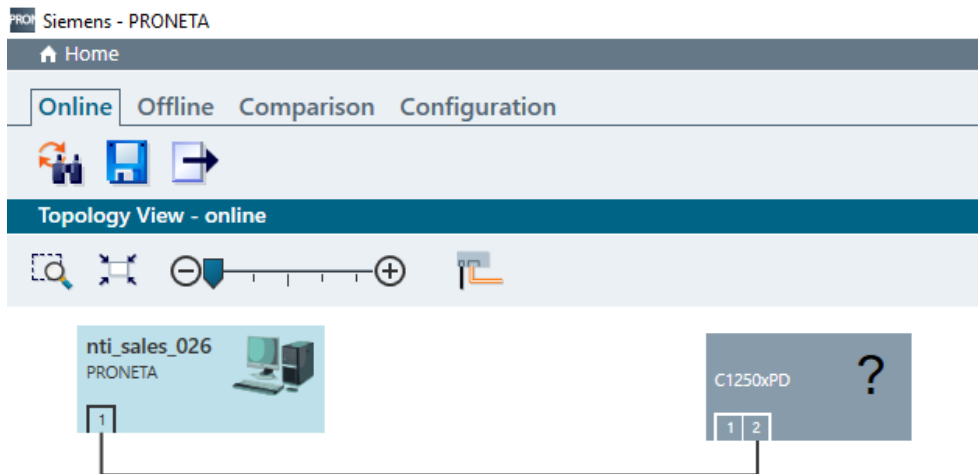 PRON Siemens - PRONETA
Home
Online Offline Comparison Configuration
Topology View - online
nti_sales_026
PRONETA
1
C1250xPD ?
1 2